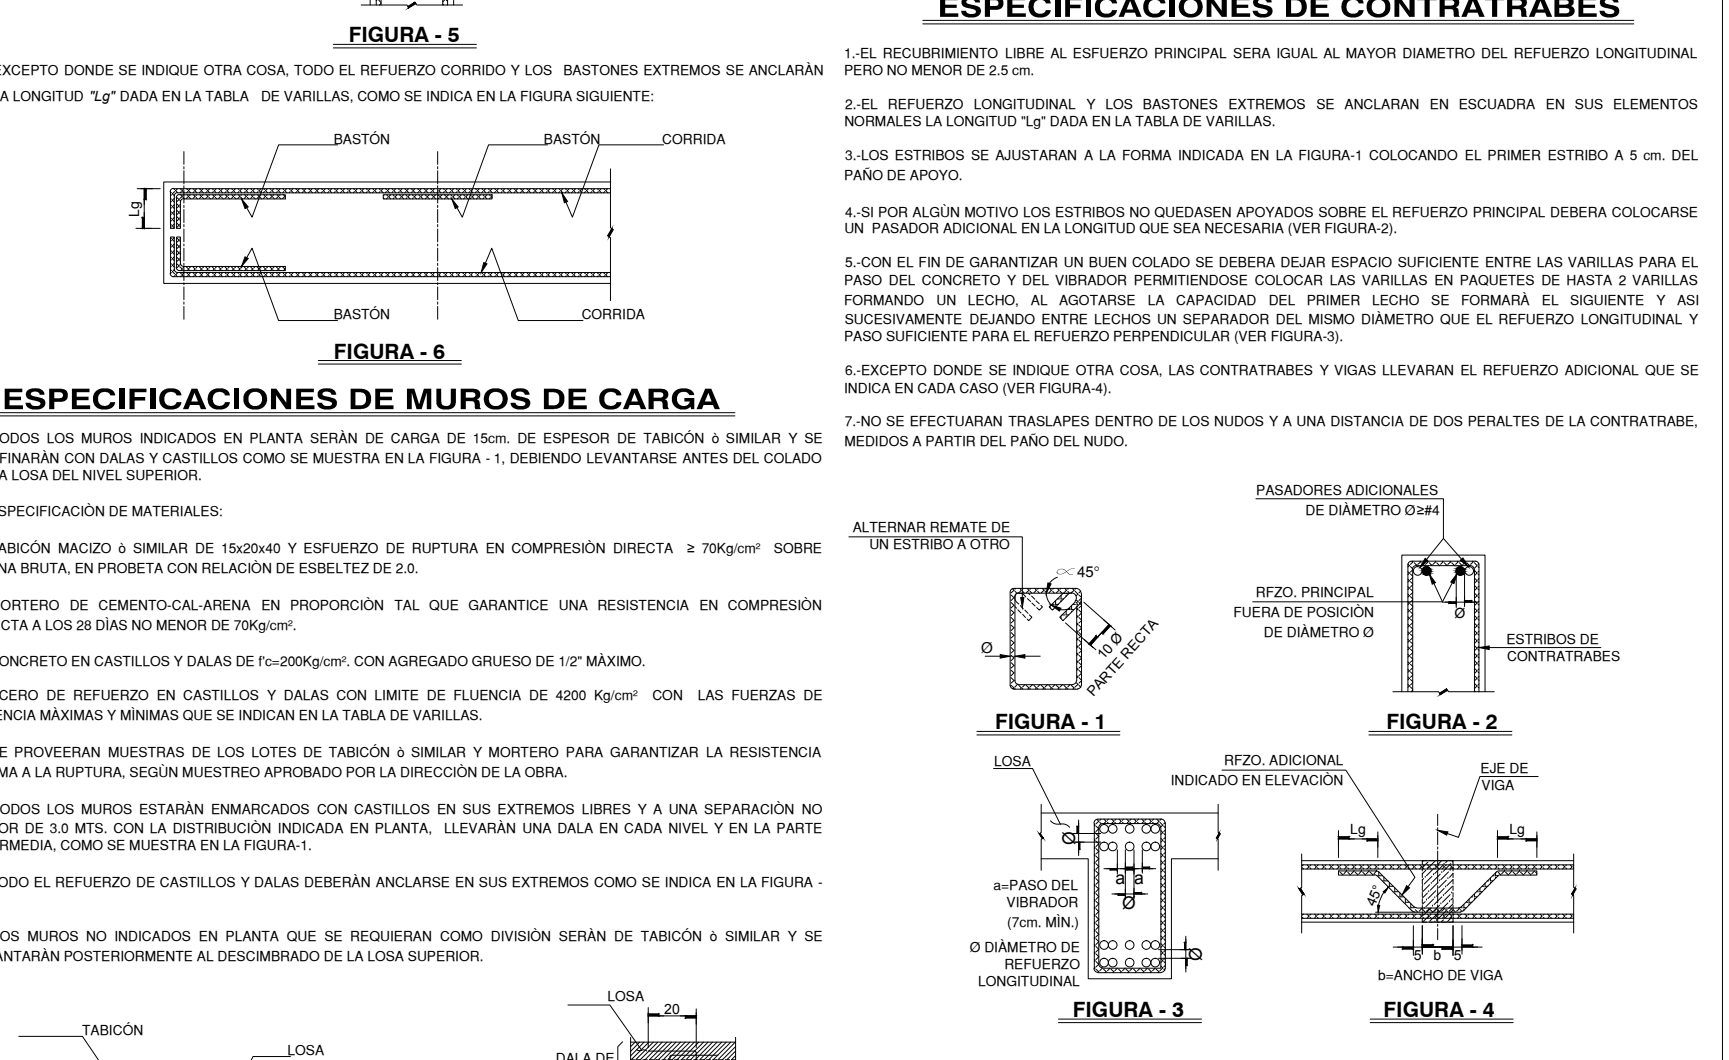 FIGURA - 5
EXCEPTO DONDE SE INDIQUE OTRA COSA, TODO EL REFUERZO CORRIDO Y LOS BASTONES EXTREMOS SE ANCLARÀN
A LONGITUD "Lg" DADA EN LA TABLA DE VARILLAS, COMO SE INDICA EN LA FIGURA SIGUIENTE:
BASTÓN
BASTÓN
CORRIDA
Lg
BASTÓN
CORRIDA
FIGURA - 6
ESPECIFICACIONES DE MUROS DE CARGA
ODOS LOS MUROS INDICADOS EN PLANTA SERÀN DE CARGA DE 15cm. DE ESPESOR DE TABICÓN ò SIMILAR Y SE
FINARÀN CON DALAS Y CASTILLOS COMO SE MUESTRA EN LA FIGURA - 1, DEBIENDO LEVANTARSE ANTES DEL COLADO
A LOSA DEL NIVEL SUPERIOR.
SPECIFICACIÒN DE MATERIALES:
ABICÓN MACIZO ò SIMILAR DE 15x20x40 Y ESFUERZO DE RUPTURA EN COMPRESIÒN DIRECTA ≥ 70Kg/cm² SOBRE
NA BRUTA, EN PROBETA CON RELACIÒN DE ESBELTEZ DE 2.0.
ORTERO DE CEMENTO-CAL-ARENA EN PROPORCIÒN TAL QUE GARANTICE UNA RESISTENCIA EN COMPRESIÒN
CTA A LOS 28 DÌAS NO MENOR DE 70Kg/cm².
ONCRETO EN CASTILLOS Y DALAS DE f'c=200Kg/cm². CON AGREGADO GRUESO DE 1/2" MÀXIMO.
CERO DE REFUERZO EN CASTILLOS Y DALAS CON LIMITE DE FLUENCIA DE 4200 Kg/cm² CON LAS FUERZAS DE
ENCIA MÀXIMAS Y MÌNIMAS QUE SE INDICAN EN LA TABLA DE VARILLAS.
E PROVEERAN MUESTRAS DE LOS LOTES DE TABICÓN ò SIMILAR Y MORTERO PARA GARANTIZAR LA RESISTENCIA
MA A LA RUPTURA, SEGÙN MUESTREO APROBADO POR LA DIRECCIÒN DE LA OBRA.
ODOS LOS MUROS ESTARÀN ENMARCADOS CON CASTILLOS EN SUS EXTREMOS LIBRES Y A UNA SEPARACIÒN NO
OR DE 3.0 MTS. CON LA DISTRIBUCIÒN INDICADA EN PLANTA, LLEVARÀN UNA DALA EN CADA NIVEL Y EN LA PARTE
RMEDIA, COMO SE MUESTRA EN LA FIGURA-1.
ODO EL REFUERZO DE CASTILLOS Y DALAS DEBERÀN ANCLARSE EN SUS EXTREMOS COMO SE INDICA EN LA FIGURA -
OS MUROS NO INDICADOS EN PLANTA QUE SE REQUIERAN COMO DIVISIÒN SERÀN DE TABICÓN ò SIMILAR Y SE
ANTARÀN POSTERIORMENTE AL DESCIMBRADO DE LA LOSA SUPERIOR.
TABICÓN
LOSA
LOSA
20
DALA DE
ESPECIFICACIONES DE CONTRATRABES
1.-EL RECUBRIMIENTO LIBRE AL ESFUERZO PRINCIPAL SERA IGUAL AL MAYOR DIAMETRO DEL REFUERZO LONGITUDINAL
PERO NO MENOR DE 2.5 cm.
2.-EL REFUERZO LONGITUDINAL Y LOS BASTONES EXTREMOS SE ANCLARAN EN ESCUADRA EN SUS ELEMENTOS
NORMALES LA LONGITUD "Lg" DADA EN LA TABLA DE VARILLAS.
3.-LOS ESTRIBOS SE AJUSTARAN A LA FORMA INDICADA EN LA FIGURA-1 COLOCANDO EL PRIMER ESTRIBO A 5 cm. DEL
PAÑO DE APOYO.
4.-SI POR ALGÙN MOTIVO LOS ESTRIBOS NO QUEDASEN APOYADOS SOBRE EL REFUERZO PRINCIPAL DEBERA COLOCARSE
UN PASADOR ADICIONAL EN LA LONGITUD QUE SEA NECESARIA (VER FIGURA-2).
5.-CON EL FIN DE GARANTIZAR UN BUEN COLADO SE DEBERA DEJAR ESPACIO SUFICIENTE ENTRE LAS VARILLAS PARA EL
PASO DEL CONCRETO Y DEL VIBRADOR PERMITIENDOSE COLOCAR LAS VARILLAS EN PAQUETES DE HASTA 2 VARILLAS
FORMANDO UN LECHO, AL AGOTARSE LA CAPACIDAD DEL PRIMER LECHO SE FORMARÀ EL SIGUIENTE Y ASI
SUCESIVAMENTE DEJANDO ENTRE LECHOS UN SEPARADOR DEL MISMO DIÀMETRO QUE EL REFUERZO LONGITUDINAL Y
PASO SUFICIENTE PARA EL REFUERZO PERPENDICULAR (VER FIGURA-3).
6.-EXCEPTO DONDE SE INDIQUE OTRA COSA, LAS CONTRATRABES Y VIGAS LLEVARAN EL REFUERZO ADICIONAL QUE SE
INDICA EN CADA CASO (VER FIGURA-4).
7.-NO SE EFECTUARAN TRASLAPES DENTRO DE LOS NUDOS Y A UNA DISTANCIA DE DOS PERALTES DE LA CONTRATRABE,
MEDIDOS A PARTIR DEL PAÑO DEL NUDO.
ALTERNAR REMATE DE
UN ESTRIBO A OTRO
∝ 45°
Ø
10 Ø
PARTE RECTA
FIGURA - 1
PASADORES ADICIONALES
DE DIÀMETRO Ø≥#4
RFZO. PRINCIPAL
FUERA DE POSICIÒN
DE DIÀMETRO Ø
Ø
ESTRIBOS DE
CONTRATRABES
FIGURA - 2
LOSA
Ø
a a
Ø
a=PASO DEL
VIBRADOR
(7cm. MÌN.)
Ø DIÀMETRO DE
REFUERZO
LONGITUDINAL
Ø
FIGURA - 3
RFZO. ADICIONAL
INDICADO EN ELEVACIÒN
EJE DE
VIGA
Lg
Lg
45°
5 b 5
b=ANCHO DE VIGA
FIGURA - 4